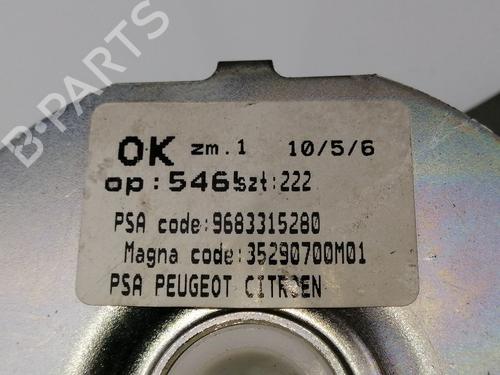 B-PARTS
OK zm.1 10/5/6
op:546 szt:222
PSA code:9683315280
Magna code:35290700M01
PSA PEUGEOT CITROEN